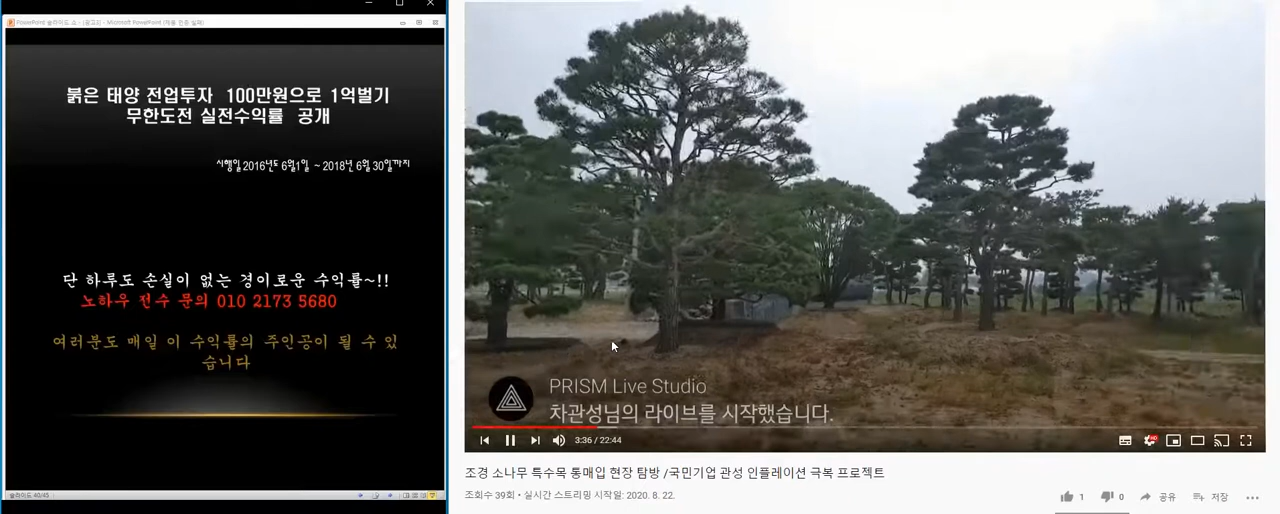 PowerPoint 슬라이드 쇼 - [광고2] - Microsoft PowerPoint (제품 인증 실패)
붉은 태양 전업투자 100만원으로 1억벌기
무한도전 실전수익률 공개
시행일 2016년도 6월1일 ~ 2018년 6월 30일까지
단 하루도 손실이 없는 경이로운 수익률~!!
노하우 전수 문의 010 2173 5680
여러분도 매일 이 수익률의 주인공이 될 수 있
습니다
슬라이드 40/45
PRISM Live Studio
차관성님의 라이브를 시작했습니다.
3:36 / 22:44
HD
조경 소나무 특수목 통매입 현장 탐방 /국민기업 관성 인플레이션 극복 프로젝트
조회수 39회 • 실시간 스트리밍 시작일: 2020. 8. 22.
1
0
공유
저장